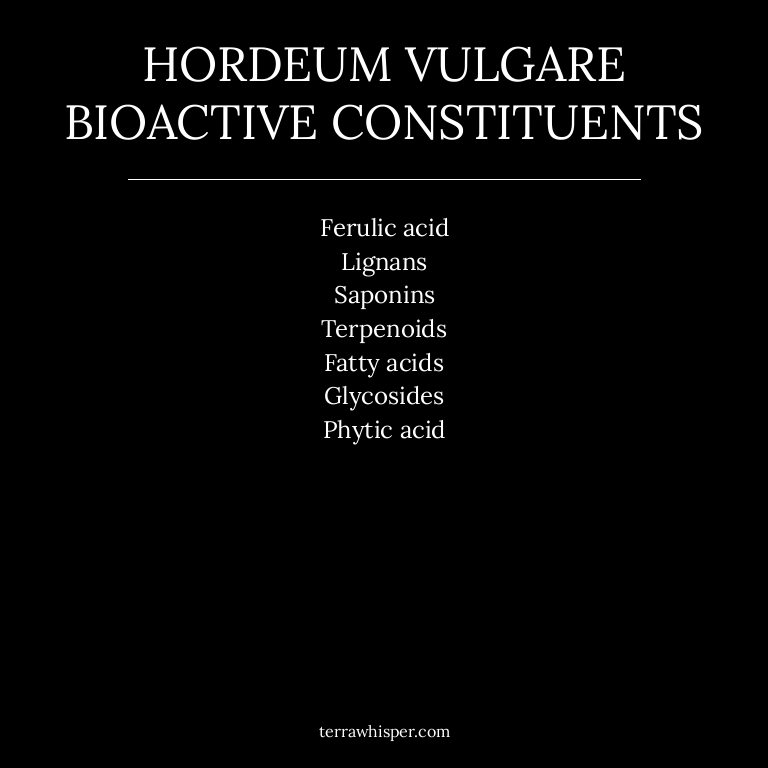 HORDEUM VULGARE
BIOACTIVE CONSTITUENTS
Ferulic acid
Lignans
Saponins
Terpenoids
Fatty acids
Glycosides
Phytic acid
terrawhisper.com